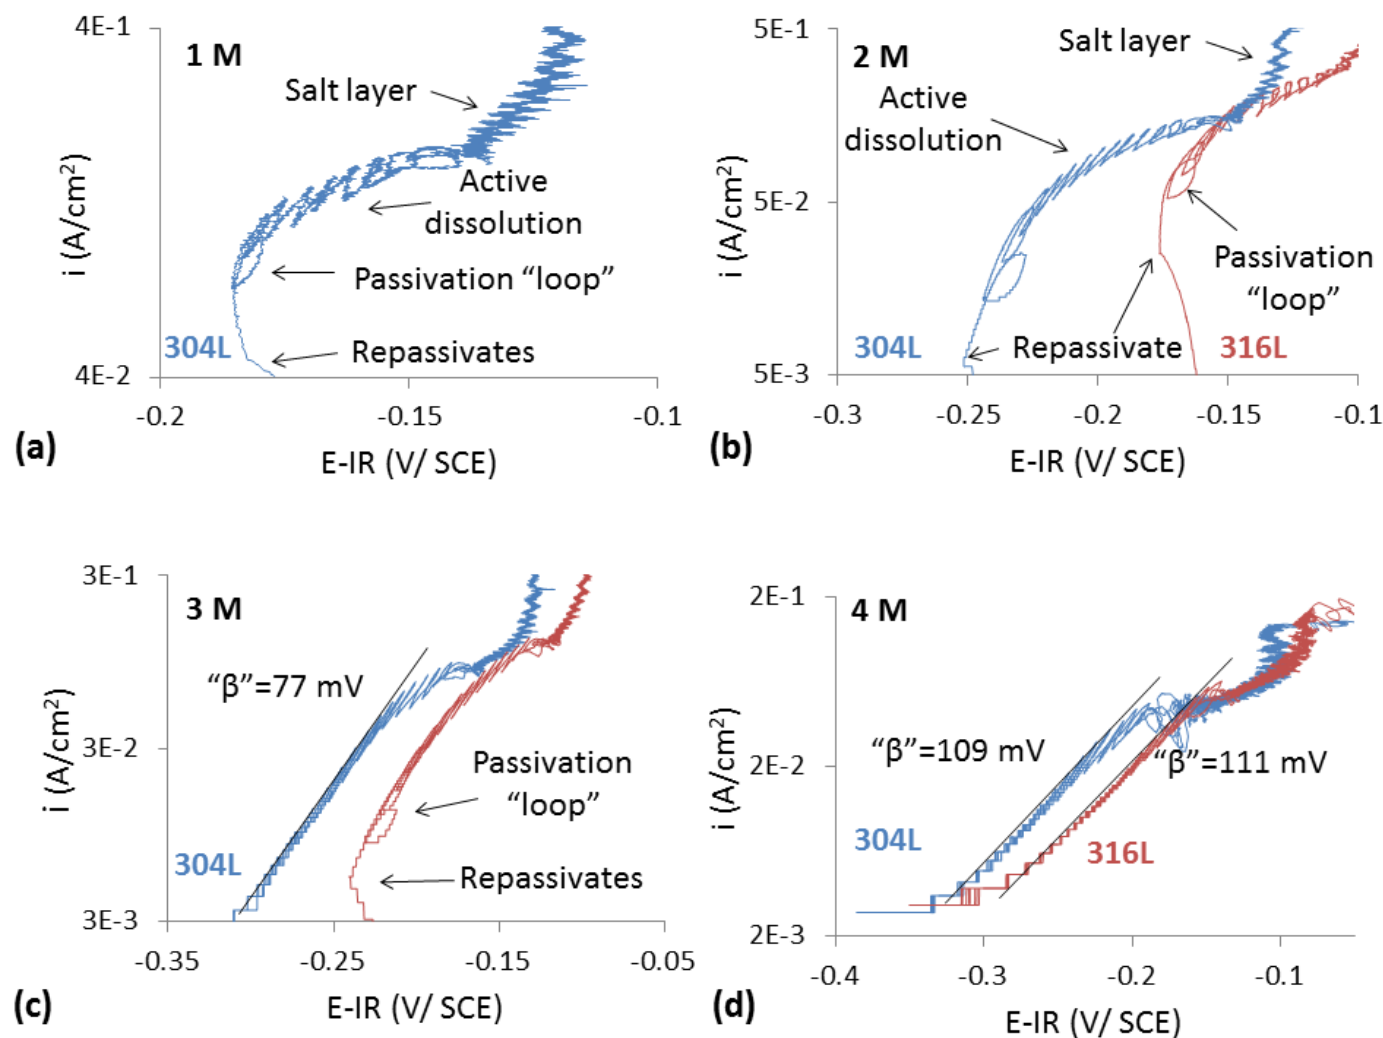 4E-1
1 M
Salt layer
Active
dissolution
Passivation “loop”
304L
Repassivates
4E-2
i (A/cm2)
-0.2
-0.15
-0.1
(a)
E-IR (V/ SCE)
5E-1
2 M
Salt layer
Active
dissolution
5E-2
i (A/cm2)
Passivation
“loop”
304L
Repassivate
316L
5E-3
-0.3
-0.25
-0.2
-0.15
-0.1
(b)
E-IR (V/ SCE)
3E-1
3 M
“β”=77 mV
3E-2
i (A/cm2)
Passivation
“loop”
304L
Repassivates
3E-3
-0.35
-0.25
-0.15
-0.05
(c)
E-IR (V/ SCE)
2E-1
4 M
“β”=109 mV
“β”=111 mV
2E-2
i (A/cm2)
304L
316L
2E-3
-0.4
-0.3
-0.2
-0.1
(d)
E-IR (V/ SCE)